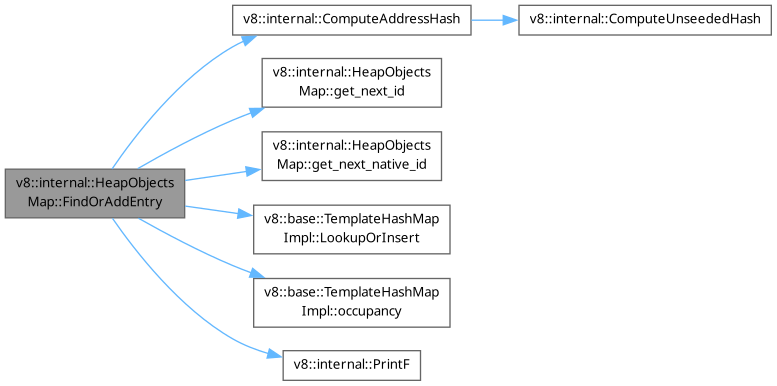 v8::internal::ComputeAddressHash
v8::internal::ComputeUnseededHash
v8::internal::HeapObjects
Map::get_next_id
v8::internal::HeapObjects
Map::get_next_native_id
v8::internal::HeapObjects
Map::FindOrAddEntry
v8::base::TemplateHashMap
Impl::LookupOrInsert
v8::base::TemplateHashMap
Impl::occupancy
v8::internal::PrintF